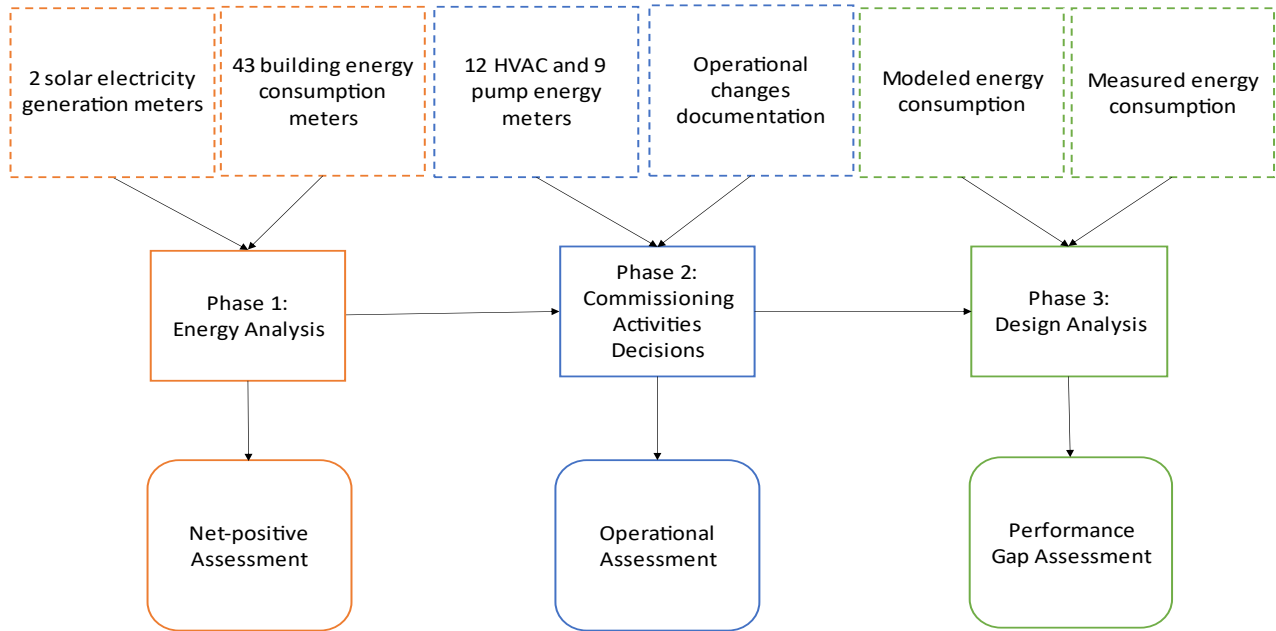 2 solar electricity
generation meters
43 building energy
consumption
meters
12 HVAC and 9
pump energy
meters
Operational
changes
documentation
Modeled energy
consumption
Measured energy
consumption
Phase 1:
Energy Analysis
Phase 2:
Commissioning
Activities
Decisions
Phase 3:
Design Analysis
Net-positive
Assessment
Operational
Assessment
Performance
Gap Assessment